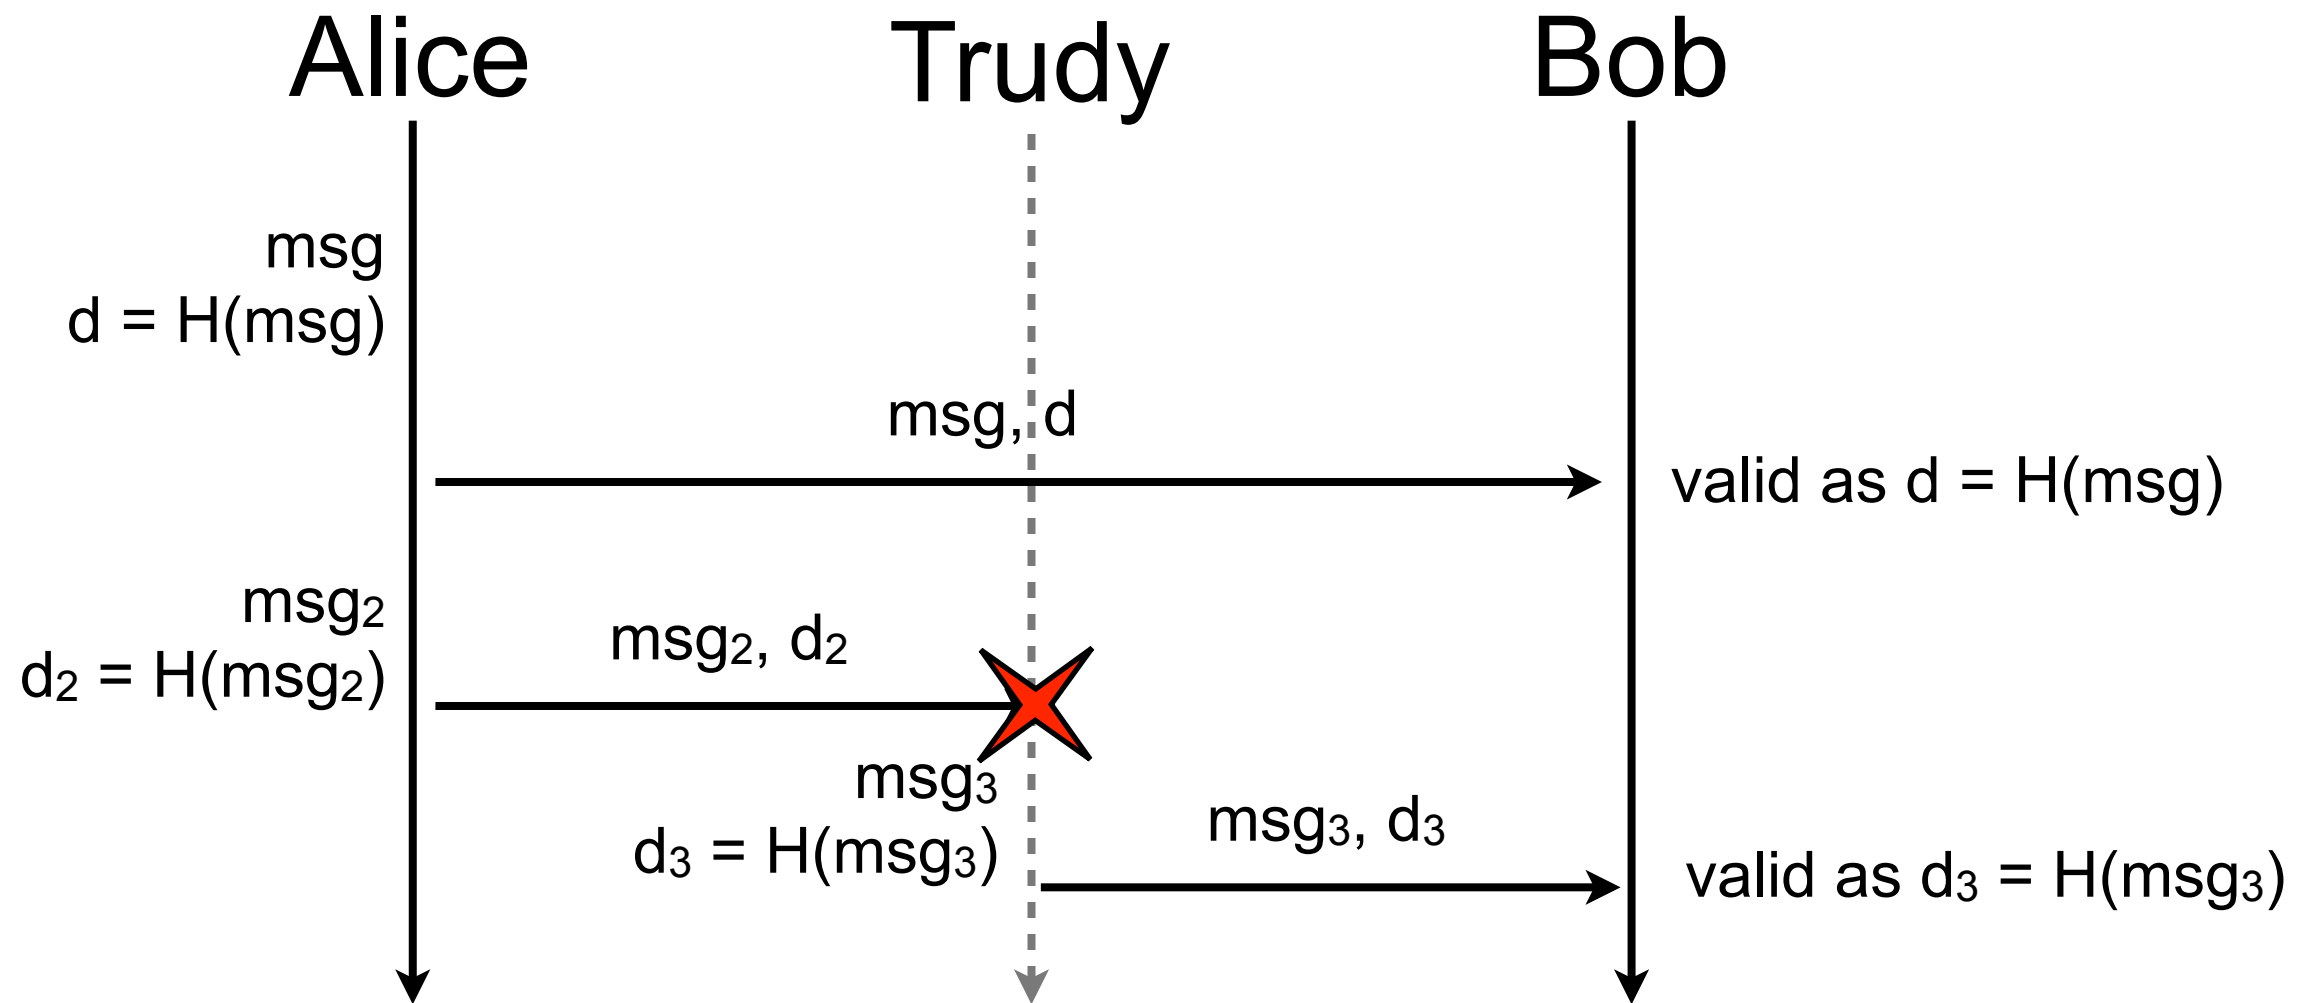 Alice Trudy Bob
msg
d = H(msg)
msg, d
valid as d = H(msg)
msg₂
msg₂, d₂
d₂ = H(msg₂)
msg₃
d₃ = H(msg₃)
msg₃, d₃
valid as d₃ = H(msg₃)